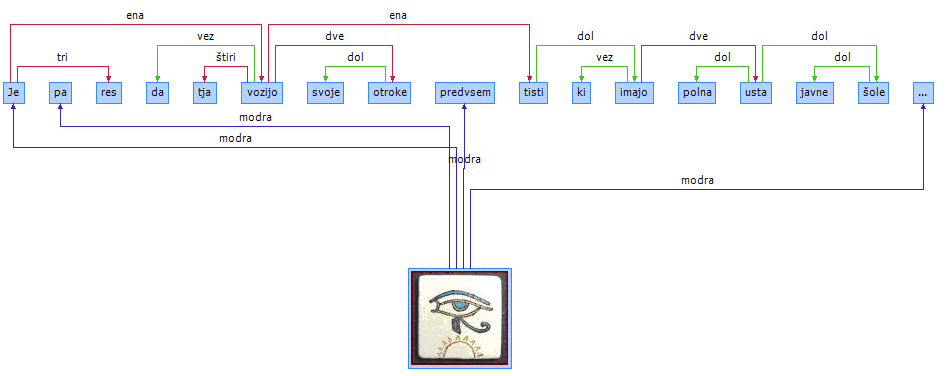 ena ena
vez dol dve dol
tri štiri dve dol vez dol dol
Je pa res da tja vozijo svoje otroke predvsem tisti ki imajo polna usta javne šole ...
modra
modra
modra
modra